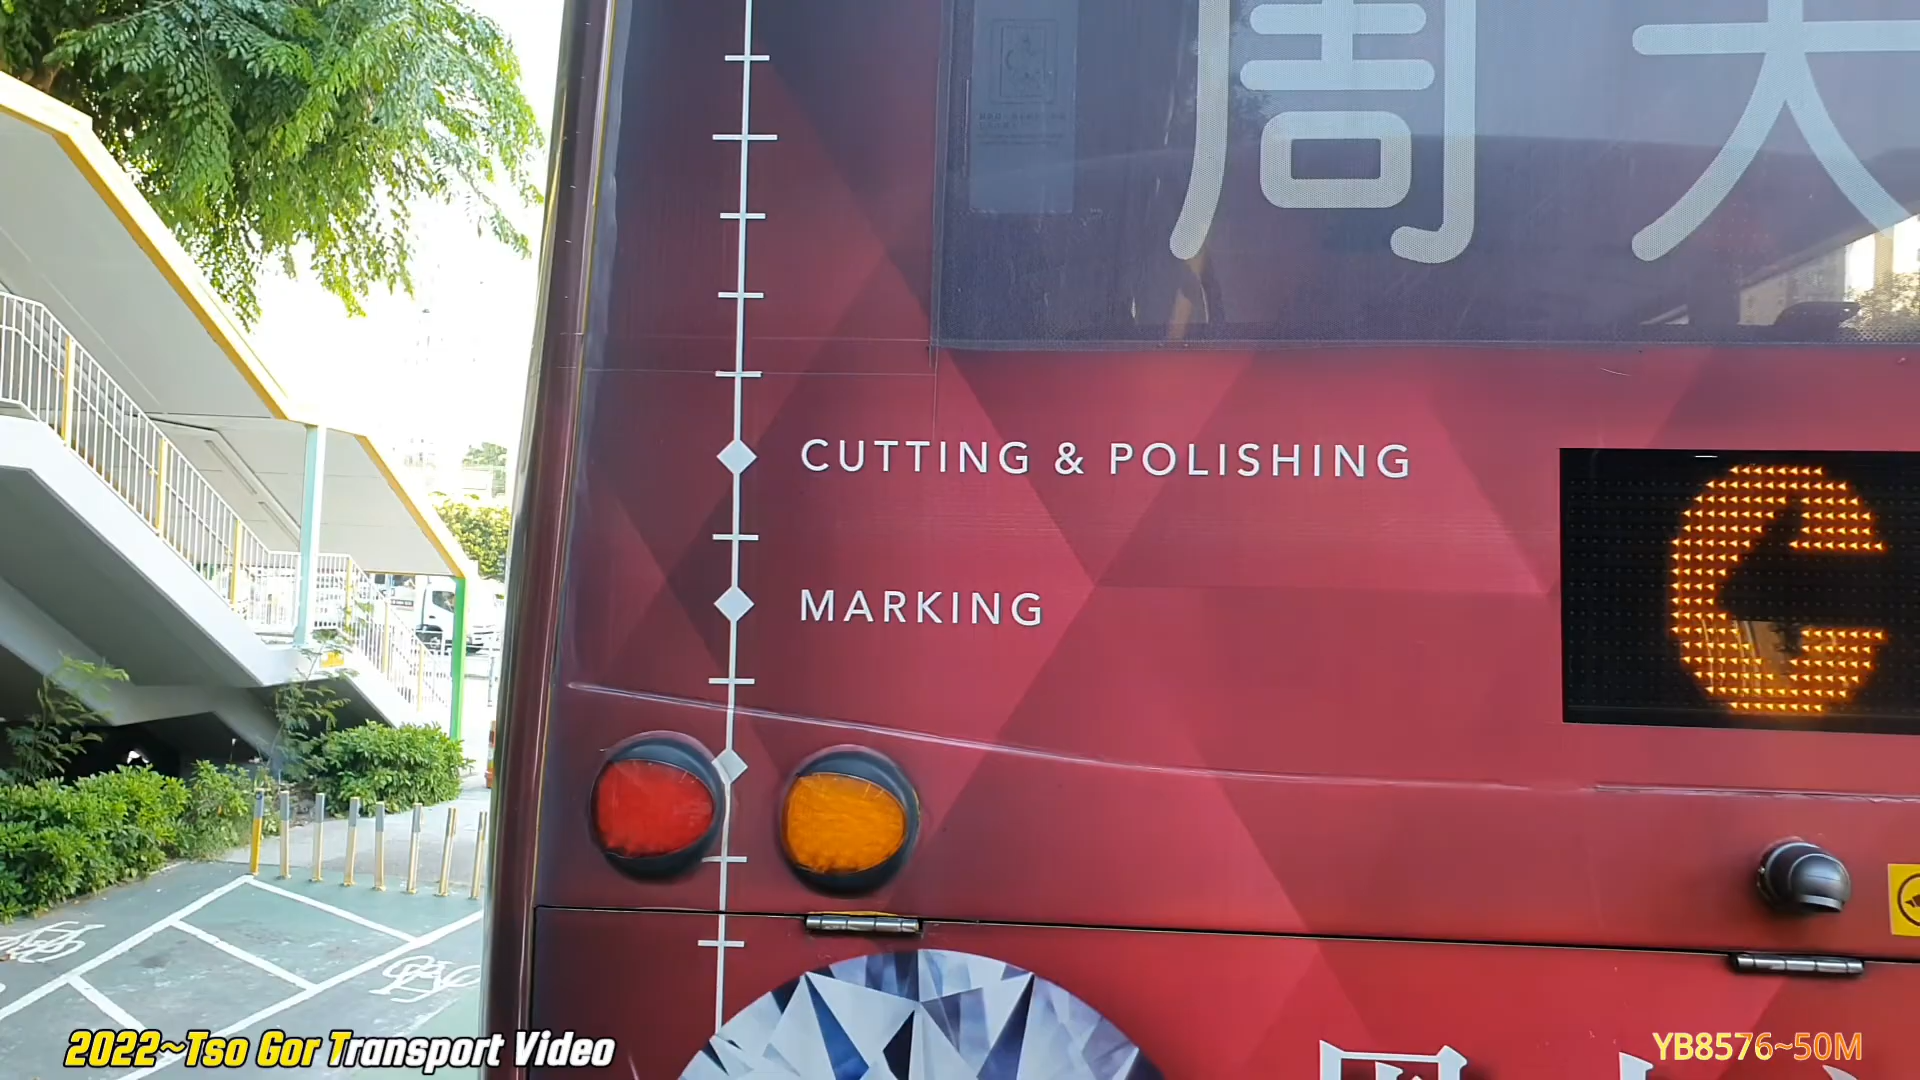 周大
CUTTING & POLISHING
MARKING
2022~Tso Gor Transport Video
YB8576~50M